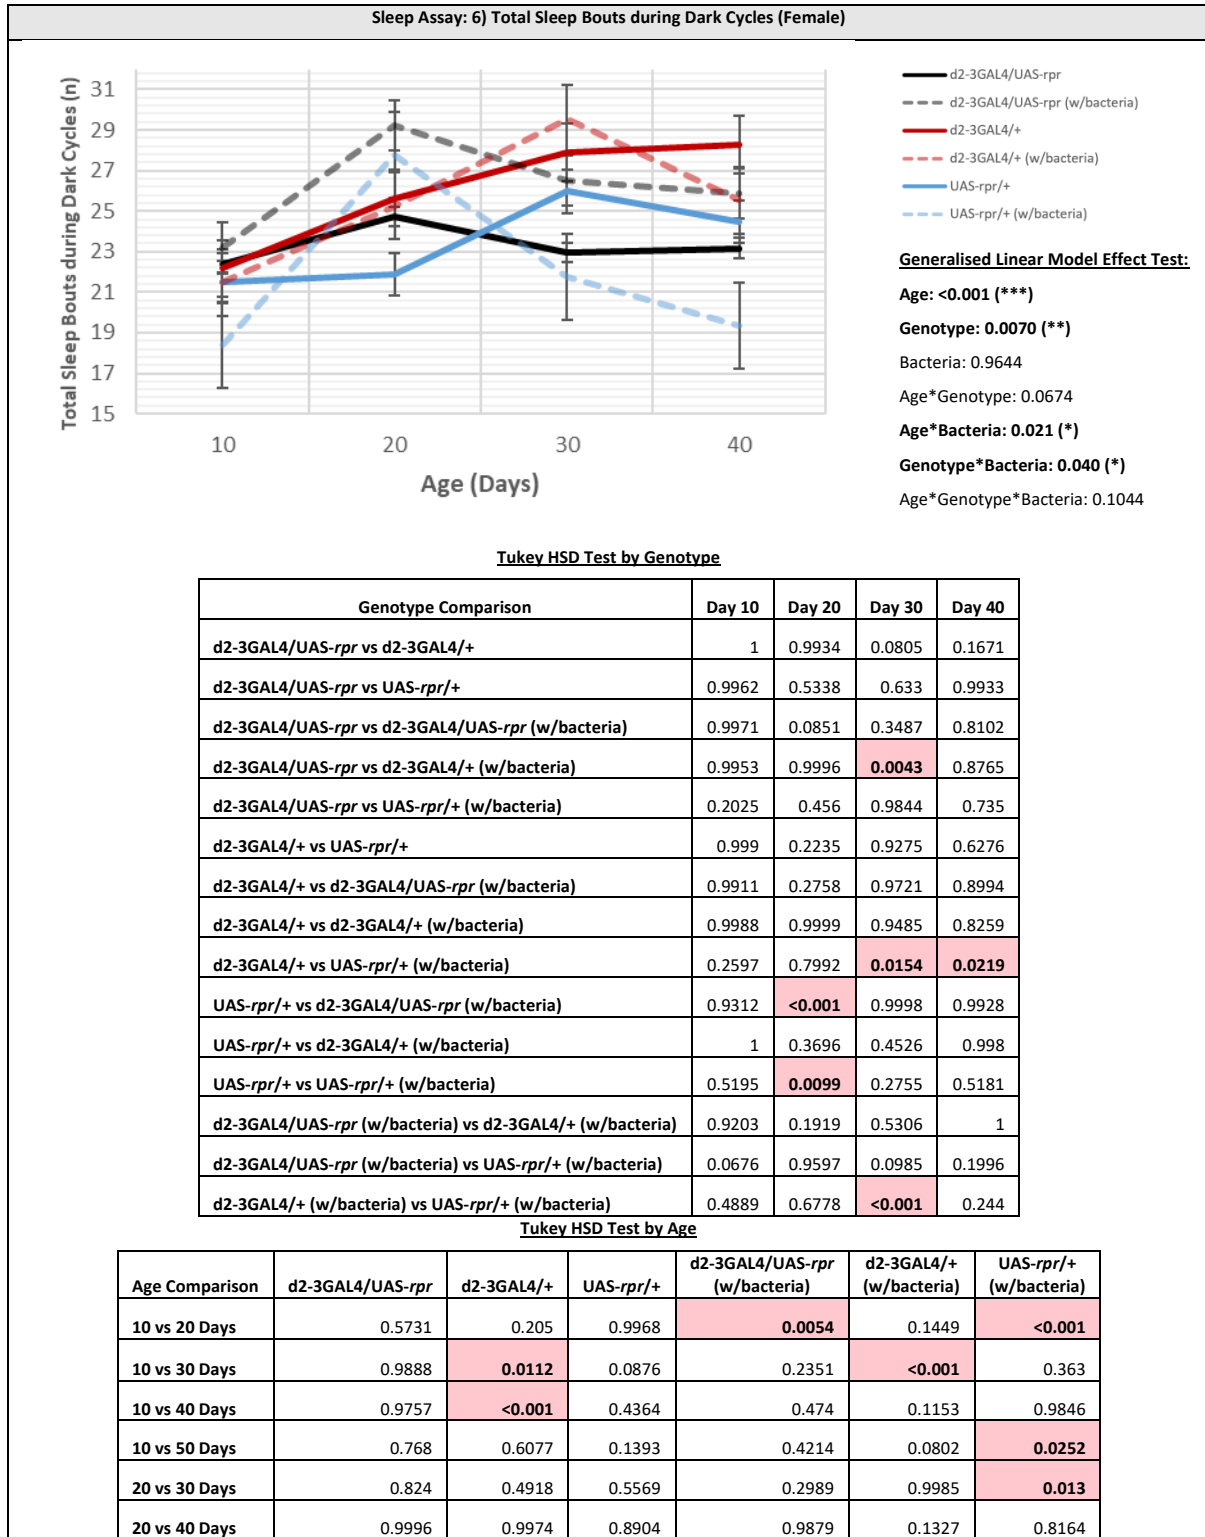 Sleep Assay: 6) Total Sleep Bouts during Dark Cycles (Female)
Total Sleep Bouts during Dark Cycles (n)
31
29
27
25
23
21
19
17
15
10 20 30 40
Age (Days)
d2-3GAL4/UAS-rpr
d2-3GAL4/UAS-rpr (w/bacteria)
d2-3GAL4/+
d2-3GAL4/+ (w/bacteria)
UAS-rpr/+
UAS-rpr/+ (w/bacteria)
Generalised Linear Model Effect Test:
Age: <0.001 (***)
Genotype: 0.0070 (**)
Bacteria: 0.9644
Age*Genotype: 0.0674
Age*Bacteria: 0.021 (*)
Genotype*Bacteria: 0.040 (*)
Age*Genotype*Bacteria: 0.1044
Tukey HSD Test by Genotype
Genotype Comparison Day 10 Day 20 Day 30 Day 40
d2-3GAL4/UAS-rpr vs d2-3GAL4/+ 1 0.9934 0.0805 0.1671
d2-3GAL4/UAS-rpr vs UAS-rpr/+ 0.9962 0.5338 0.633 0.9933
d2-3GAL4/UAS-rpr vs d2-3GAL4/UAS-rpr (w/bacteria) 0.9971 0.0851 0.3487 0.8102
d2-3GAL4/UAS-rpr vs d2-3GAL4/+ (w/bacteria) 0.9953 0.9996 0.0043 0.8765
d2-3GAL4/UAS-rpr vs UAS-rpr/+ (w/bacteria) 0.2025 0.456 0.9844 0.735
d2-3GAL4/+ vs UAS-rpr/+ 0.999 0.2235 0.9275 0.6276
d2-3GAL4/+ vs d2-3GAL4/UAS-rpr (w/bacteria) 0.9911 0.2758 0.9721 0.8994
d2-3GAL4/+ vs d2-3GAL4/+ (w/bacteria) 0.9988 0.9999 0.9485 0.8259
d2-3GAL4/+ vs UAS-rpr/+ (w/bacteria) 0.2597 0.7992 0.0154 0.0219
UAS-rpr/+ vs d2-3GAL4/UAS-rpr (w/bacteria) 0.9312 <0.001 0.9998 0.9928
UAS-rpr/+ vs d2-3GAL4/+ (w/bacteria) 1 0.3696 0.4526 0.998
UAS-rpr/+ vs UAS-rpr/+ (w/bacteria) 0.5195 0.0099 0.2755 0.5181
d2-3GAL4/UAS-rpr (w/bacteria) vs d2-3GAL4/+ (w/bacteria) 0.9203 0.1919 0.5306 1
d2-3GAL4/UAS-rpr (w/bacteria) vs UAS-rpr/+ (w/bacteria) 0.0676 0.9597 0.0985 0.1996
d2-3GAL4/+ (w/bacteria) vs UAS-rpr/+ (w/bacteria) 0.4889 0.6778 <0.001 0.244
Tukey HSD Test by Age
Age Comparison d2-3GAL4/UAS-rpr d2-3GAL4/+ UAS-rpr/+ d2-3GAL4/UAS-rpr (w/bacteria) d2-3GAL4/+ (w/bacteria) UAS-rpr/+ (w/bacteria)
10 vs 20 Days 0.5731 0.205 0.9968 0.0054 0.1449 <0.001
10 vs 30 Days 0.9888 0.0112 0.0876 0.2351 <0.001 0.363
10 vs 40 Days 0.9757 <0.001 0.4364 0.474 0.1153 0.9846
10 vs 50 Days 0.768 0.6077 0.1393 0.4214 0.0802 0.0252
20 vs 30 Days 0.824 0.4918 0.5569 0.2989 0.9985 0.013
20 vs 40 Days 0.9996 0.9974 0.8904 0.9879 0.1327 0.8164